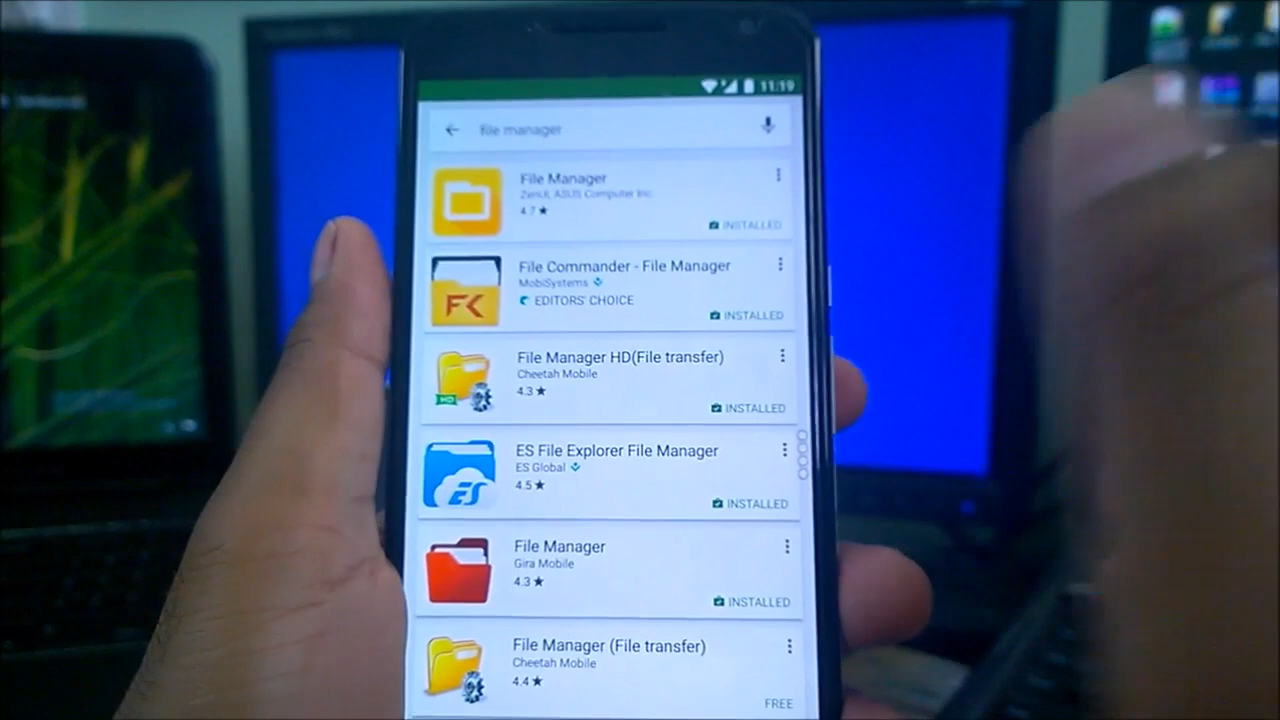 11:19
file manager
File Manager
ZenUI, ASUS Computer Inc.
4.7★
INSTALLED
File Commander - File Manager
MobiSystems
EDITORS' CHOICE
INSTALLED
FC
File Manager HD(File transfer)
Cheetah Mobile
4.3★
HD
INSTALLED
ES File Explorer File Manager
ES Global
4.5★
ES
INSTALLED
File Manager
Gira Mobile
4.3★
INSTALLED
File Manager (File transfer)
Cheetah Mobile
4.4★
FREE